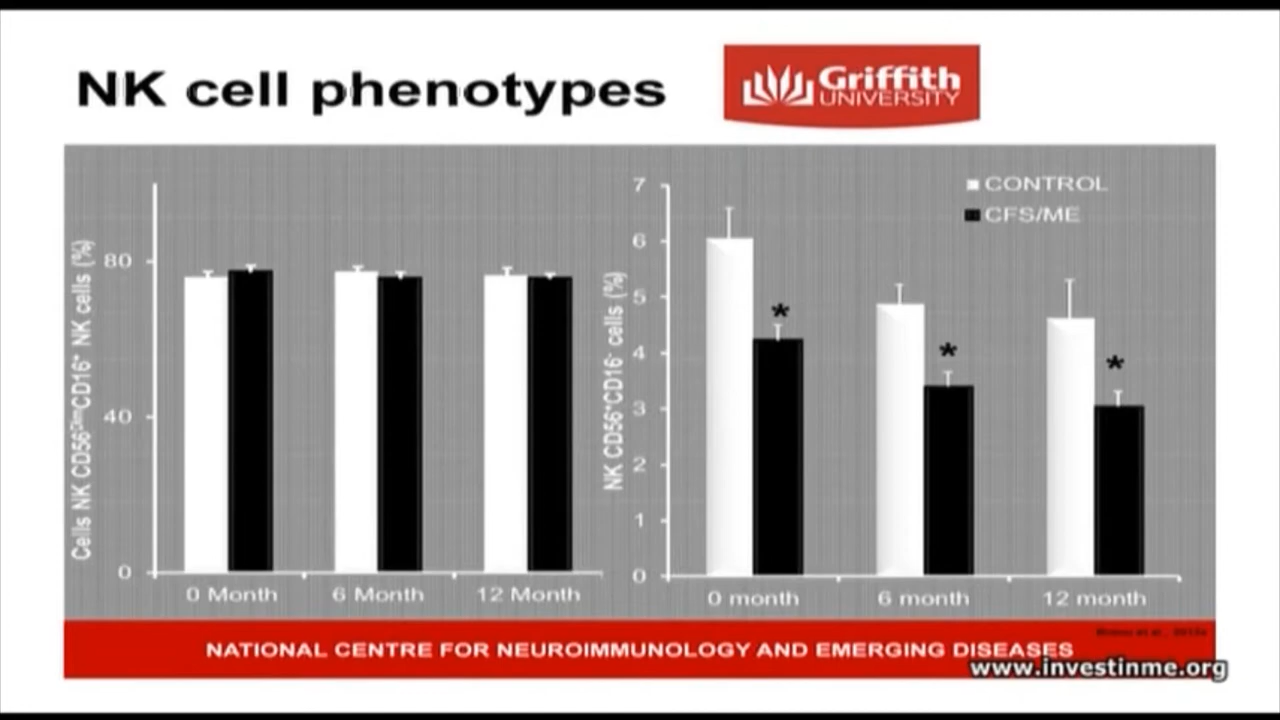 NK cell phenotypes
Griffith
UNIVERSITY
Cells NK CD56ᴰⁱᵐCD16⁺ NK cells (%)
80
40
0
0 Month
6 Month
12 Month
NK CD56⁺CD16⁻ cells (%)
7
6
5
4
3
2
1
0
CONTROL
CFS/ME
*
*
*
0 month
6 month
12 month
NATIONAL CENTRE FOR NEUROIMMUNOLOGY AND EMERGING DISEASES
www.investinme.org